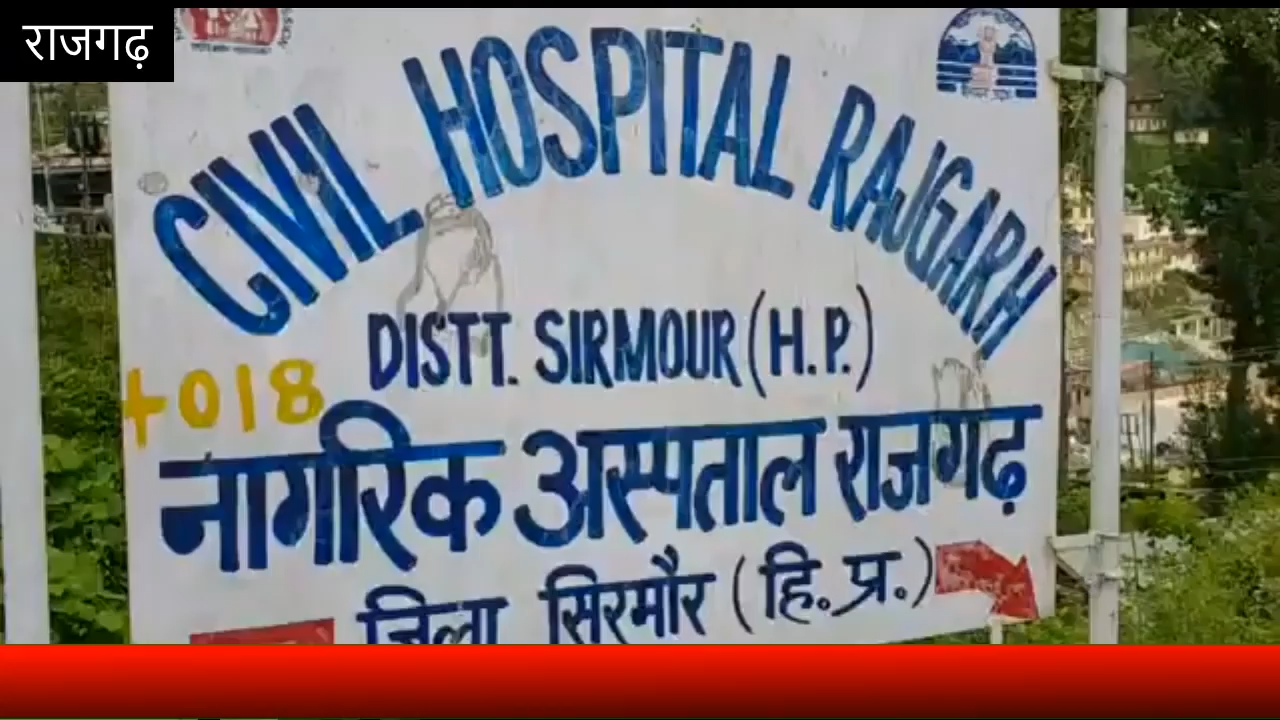 राजगढ़
CIVIL HOSPITAL RAJGARH
DISTT. SIRMOUR (H.P.)
+018
नागरिक अस्पताल राजगढ़
जिला सिरमौर (हि.प्र.)